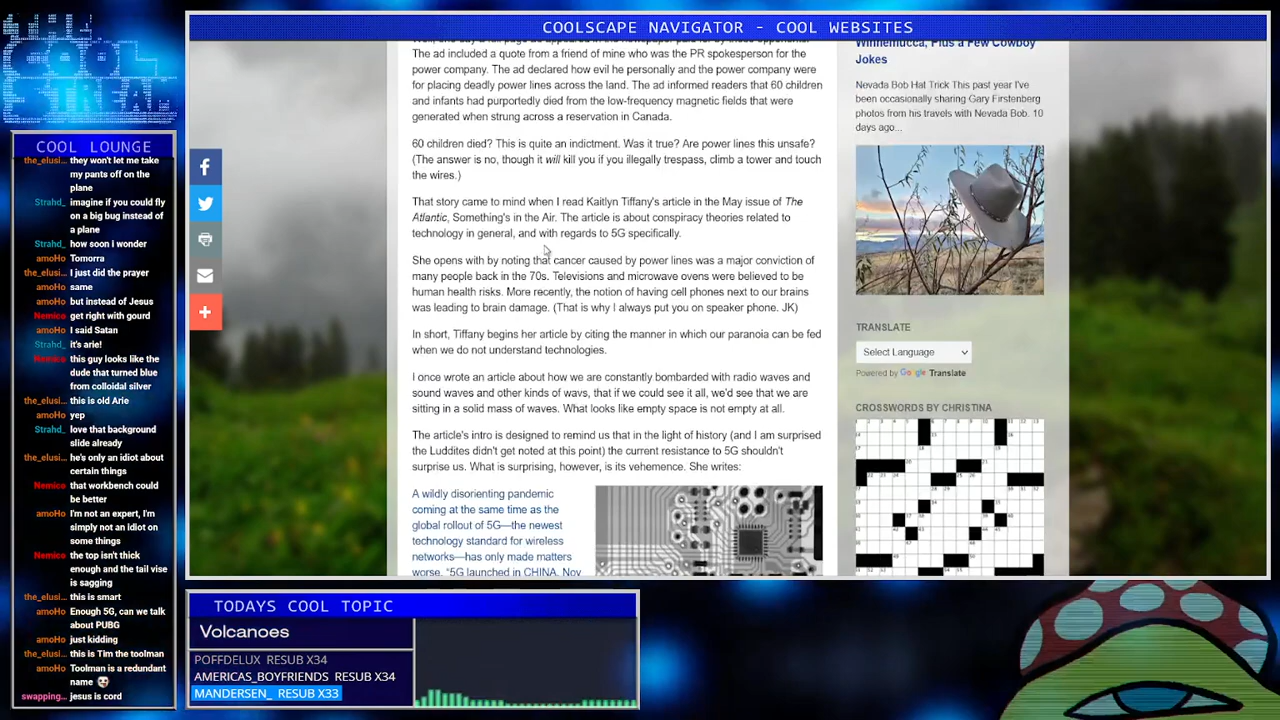 COOLSCAPE NAVIGATOR - COOL WEBSITES
COOL LOUNGE
the_elusi... they won't let me take
my pants off on the
plane
Strahd_ imagine if you could fly
on a big bug instead of
a plane
Strahd_ how soon i wonder
amoHo Tomorra
the_elusi... I just did the prayer
amoHo same
amoHo but instead of Jesus
Nemico get right with gourd
amoHo I said Satan
Strahd_ it's arie!
Nemico this guy looks like the
dude that turned blue
from colloidal silver
the_elusi... this is old Arie
amoHo yep
Strahd_ love that background
slide already
the_elusi... he's only an idiot about
certain things
Nemico that workbench could
be better
amoHo I'm not an expert, I'm
simply not an idiot on
some things
Nemico the top isn't thick
enough and the tail vise
is sagging
the_elusi... this is smart
amoHo Enough 5G, can we talk
about PUBG
amoHo just kidding
the_elusi... this is Tim the toolman
amoHo Toolman is a redundant
name
swapping... jesus is cord
The ad included a quote from a friend of mine who was the PR spokesperson for the
power company. The ad declared how evil he personally and the power company were
for placing deadly power lines across the land. The ad informed readers that 60 children
and infants had purportedly died from the low-frequency magnetic fields that were
generated when strung across a reservation in Canada.
60 children died? This is quite an indictment. Was it true? Are power lines this unsafe?
(The answer is no, though it will kill you if you illegally trespass, climb a tower and touch
the wires.)
That story came to mind when I read Kaitlyn Tiffany's article in the May issue of The
Atlantic, Something's in the Air. The article is about conspiracy theories related to
technology in general, and with regards to 5G specifically.
She opens with by noting that cancer caused by power lines was a major conviction of
many people back in the 70s. Televisions and microwave ovens were believed to be
human health risks. More recently, the notion of having cell phones next to our brains
was leading to brain damage. (That is why I always put you on speaker phone. JK)
In short, Tiffany begins her article by citing the manner in which our paranoia can be fed
when we do not understand technologies.
I once wrote an article about how we are constantly bombarded with radio waves and
sound waves and other kinds of wavs, that if we could see it all, we'd see that we are
sitting in a solid mass of waves. What looks like empty space is not empty at all.
The article's intro is designed to remind us that in the light of history (and I am surprised
the Luddites didn't get noted at this point) the current resistance to 5G shouldn't
surprise us. What is surprising, however, is its vehemence. She writes:
A wildly disorienting pandemic
coming at the same time as the
global rollout of 5G—the newest
technology standard for wireless
networks—has only made matters
worse. "5G launched in CHINA. Nov
Winnemucca, Plus a Few Cowboy
Jokes
Nevada Bob Hat Trick This past year I've
been occasionally sharing Gary Firstenberg
photos from his travels with Nevada Bob. 10
days ago...
TRANSLATE
Select Language
Powered by Google Translate
CROSSWORDS BY CHRISTINA
TODAYS COOL TOPIC
Volcanoes
POFFDELUX RESUB X34
AMERICAS_BOYFRIENDS RESUB X34
MANDERSEN_ RESUB X33